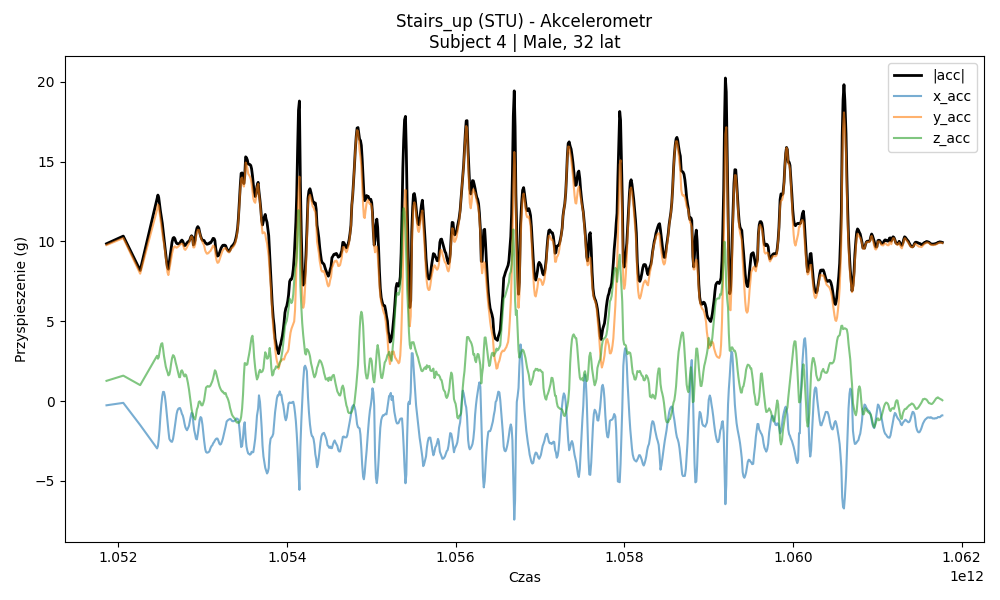 Stairs_up (STU) - Akcelerometr
Subject 4 | Male, 32 lat
|acc|
x_acc
y_acc
z_acc
Przyspieszenie (g)
20
15
10
5
0
−5
1.052
1.054
1.056
1.058
1.060
1.062
1e12
Czas